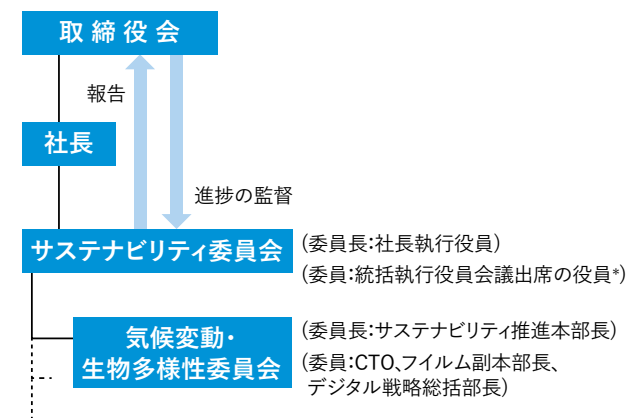 取締役会
報告
社長
進捗の監督
サステナビリティ委員会
(委員長:社長執行役員)
(委員:統括執行役員会議出席の役員*)
気候変動・
生物多様性委員会
(委員長:サステナビリティ推進本部長)
(委員:CTO、フイルム副本部長、
デジタル戦略総括部長)